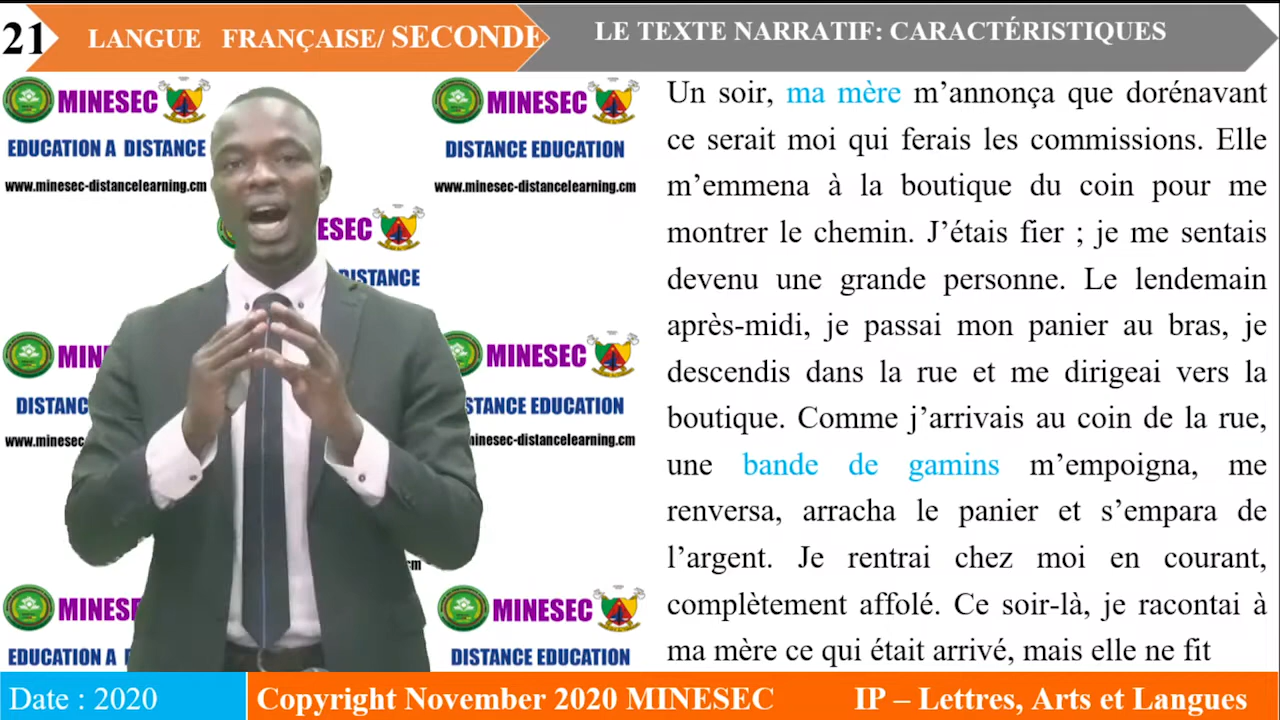 21
LANGUE FRANÇAISE/ SECONDE
LE TEXTE NARRATIF: CARACTÉRISTIQUES
MINESEC
EDUCATION A DISTANCE
www.minesec-distancelearning.cm
MINESEC
DISTANCE EDUCATION
www.minesec-distancelearning.cm
ESEC
DISTANCE
MIN
DISTANC
www.minesec
MINESEC
STANCE EDUCATION
inesec-distancelearning.cm
cm
MINESE
EDUCATION A
MINESEC
DISTANCE EDUCATION
Un soir, ma mère m’annonça que dorénavant
ce serait moi qui ferais les commissions. Elle
m’emmena à la boutique du coin pour me
montrer le chemin. J’étais fier ; je me sentais
devenu une grande personne. Le lendemain
après-midi, je passai mon panier au bras, je
descendis dans la rue et me dirigeai vers la
boutique. Comme j’arrivais au coin de la rue,
une bande de gamins m’empoigna, me
renversa, arracha le panier et s’empara de
l’argent. Je rentrai chez moi en courant,
complètement affolé. Ce soir-là, je racontai à
ma mère ce qui était arrivé, mais elle ne fit
Date : 2020
Copyright November 2020 MINESEC
IP – Lettres, Arts et Langues